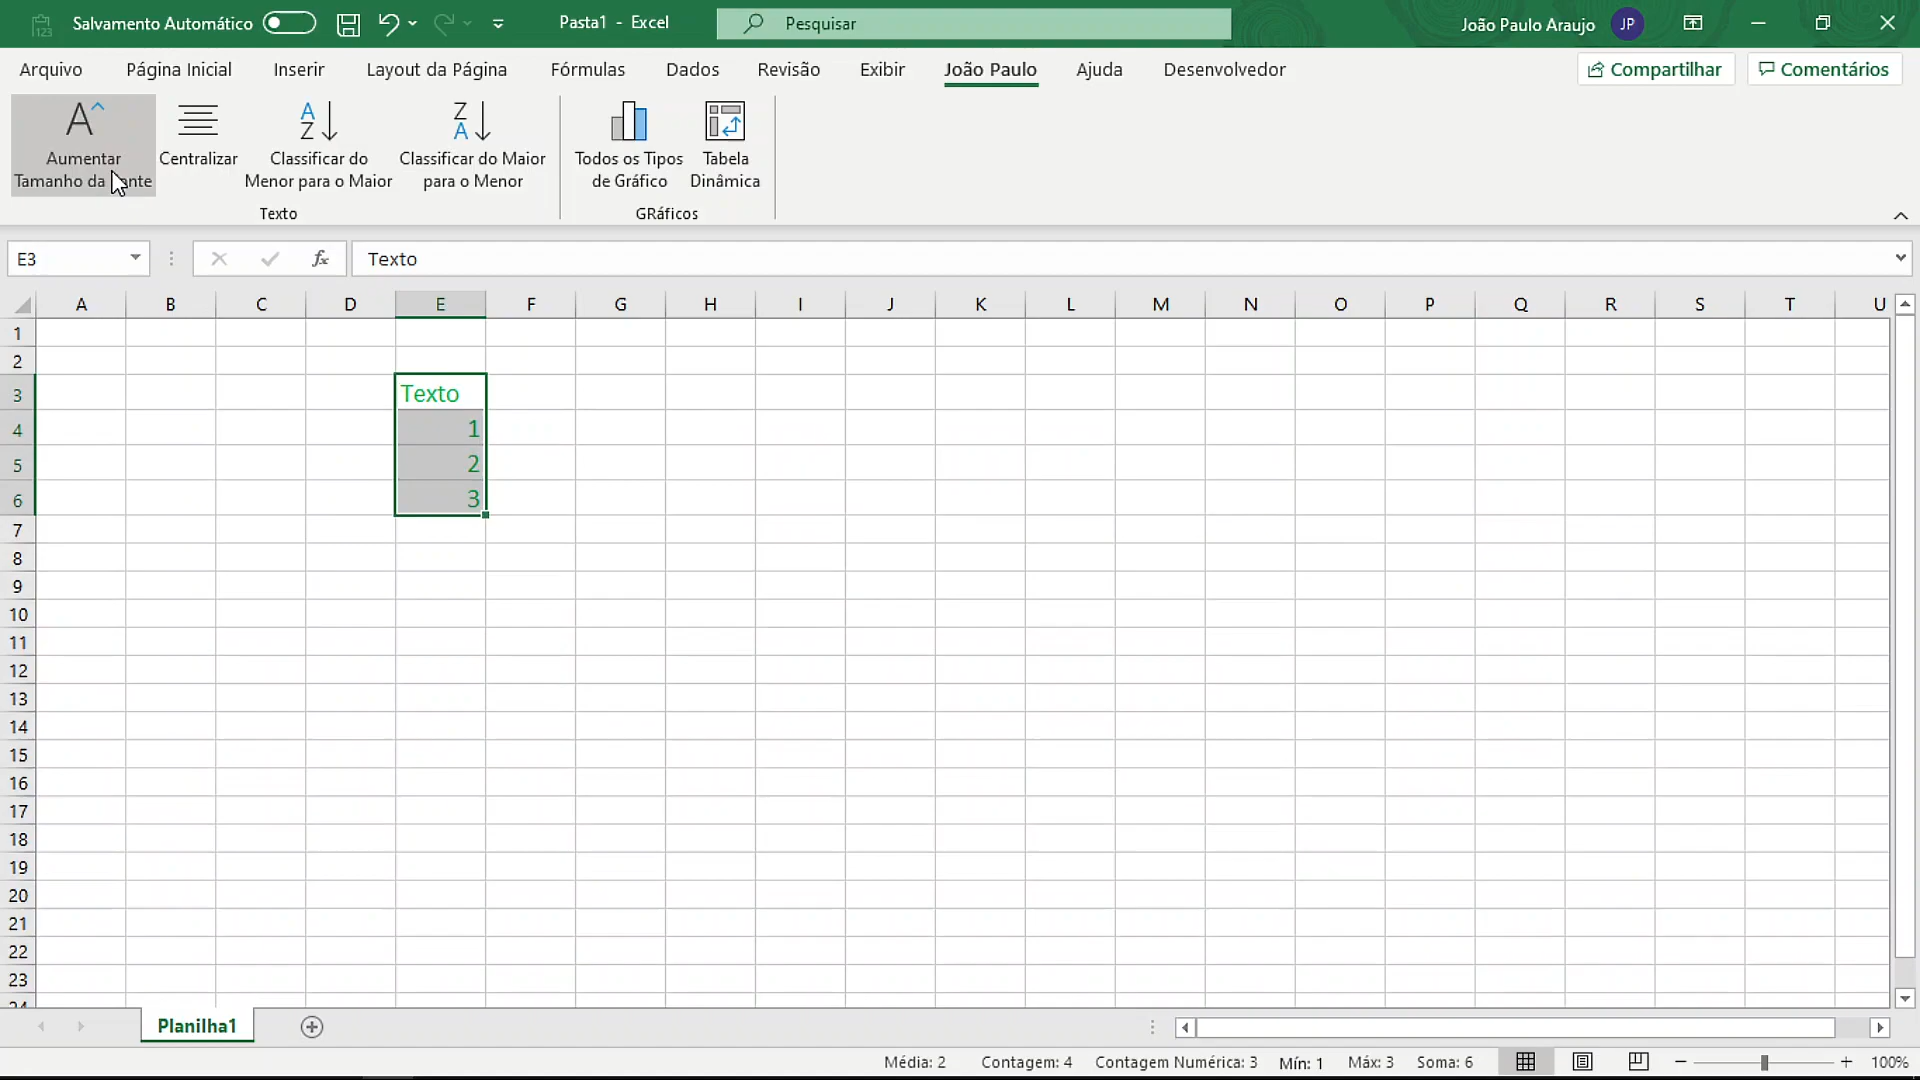 Salvamento Automático
Pasta1 - Excel
Pesquisar
João Paulo Araujo
JP
Arquivo
Página Inicial
Inserir
Layout da Página
Fórmulas
Dados
Revisão
Exibir
João Paulo
Ajuda
Desenvolvedor
Compartilhar
Comentários
Aumentar
Tamanho da
Centralizar
Classificar do
Menor para o Maior
Classificar do Maior
para o Menor
Todos os Tipos
de Gráfico
Tabela
Dinâmica
Texto
GRáficos
E3
fx
Texto
A B C D E F G H I J K L M N O P Q R S T U
1
2
3 Texto
4 1
5 2
6 3
7
8
9
10
11
12
13
14
15
16
17
18
19
20
21
22
23
24
Planilha1
Média: 2
Contagem: 4
Contagem Numérica: 3
Mín: 1
Máx: 3
Soma: 6
100%